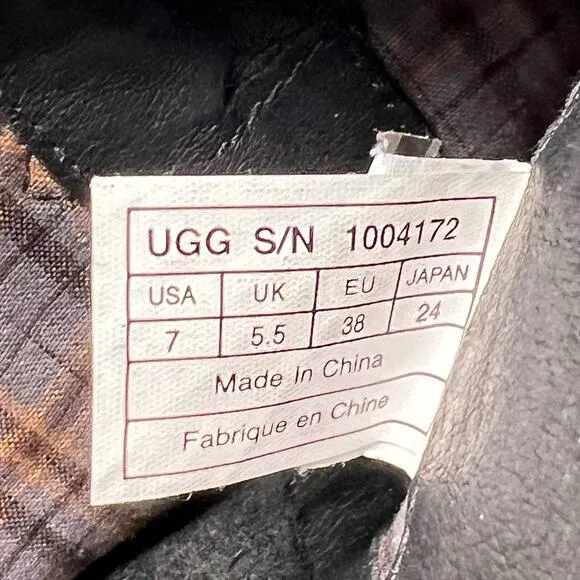 UGG S/N 1004172
USA UK EU JAPAN
7 5.5 38 24
Made In China
Fabrique en Chine